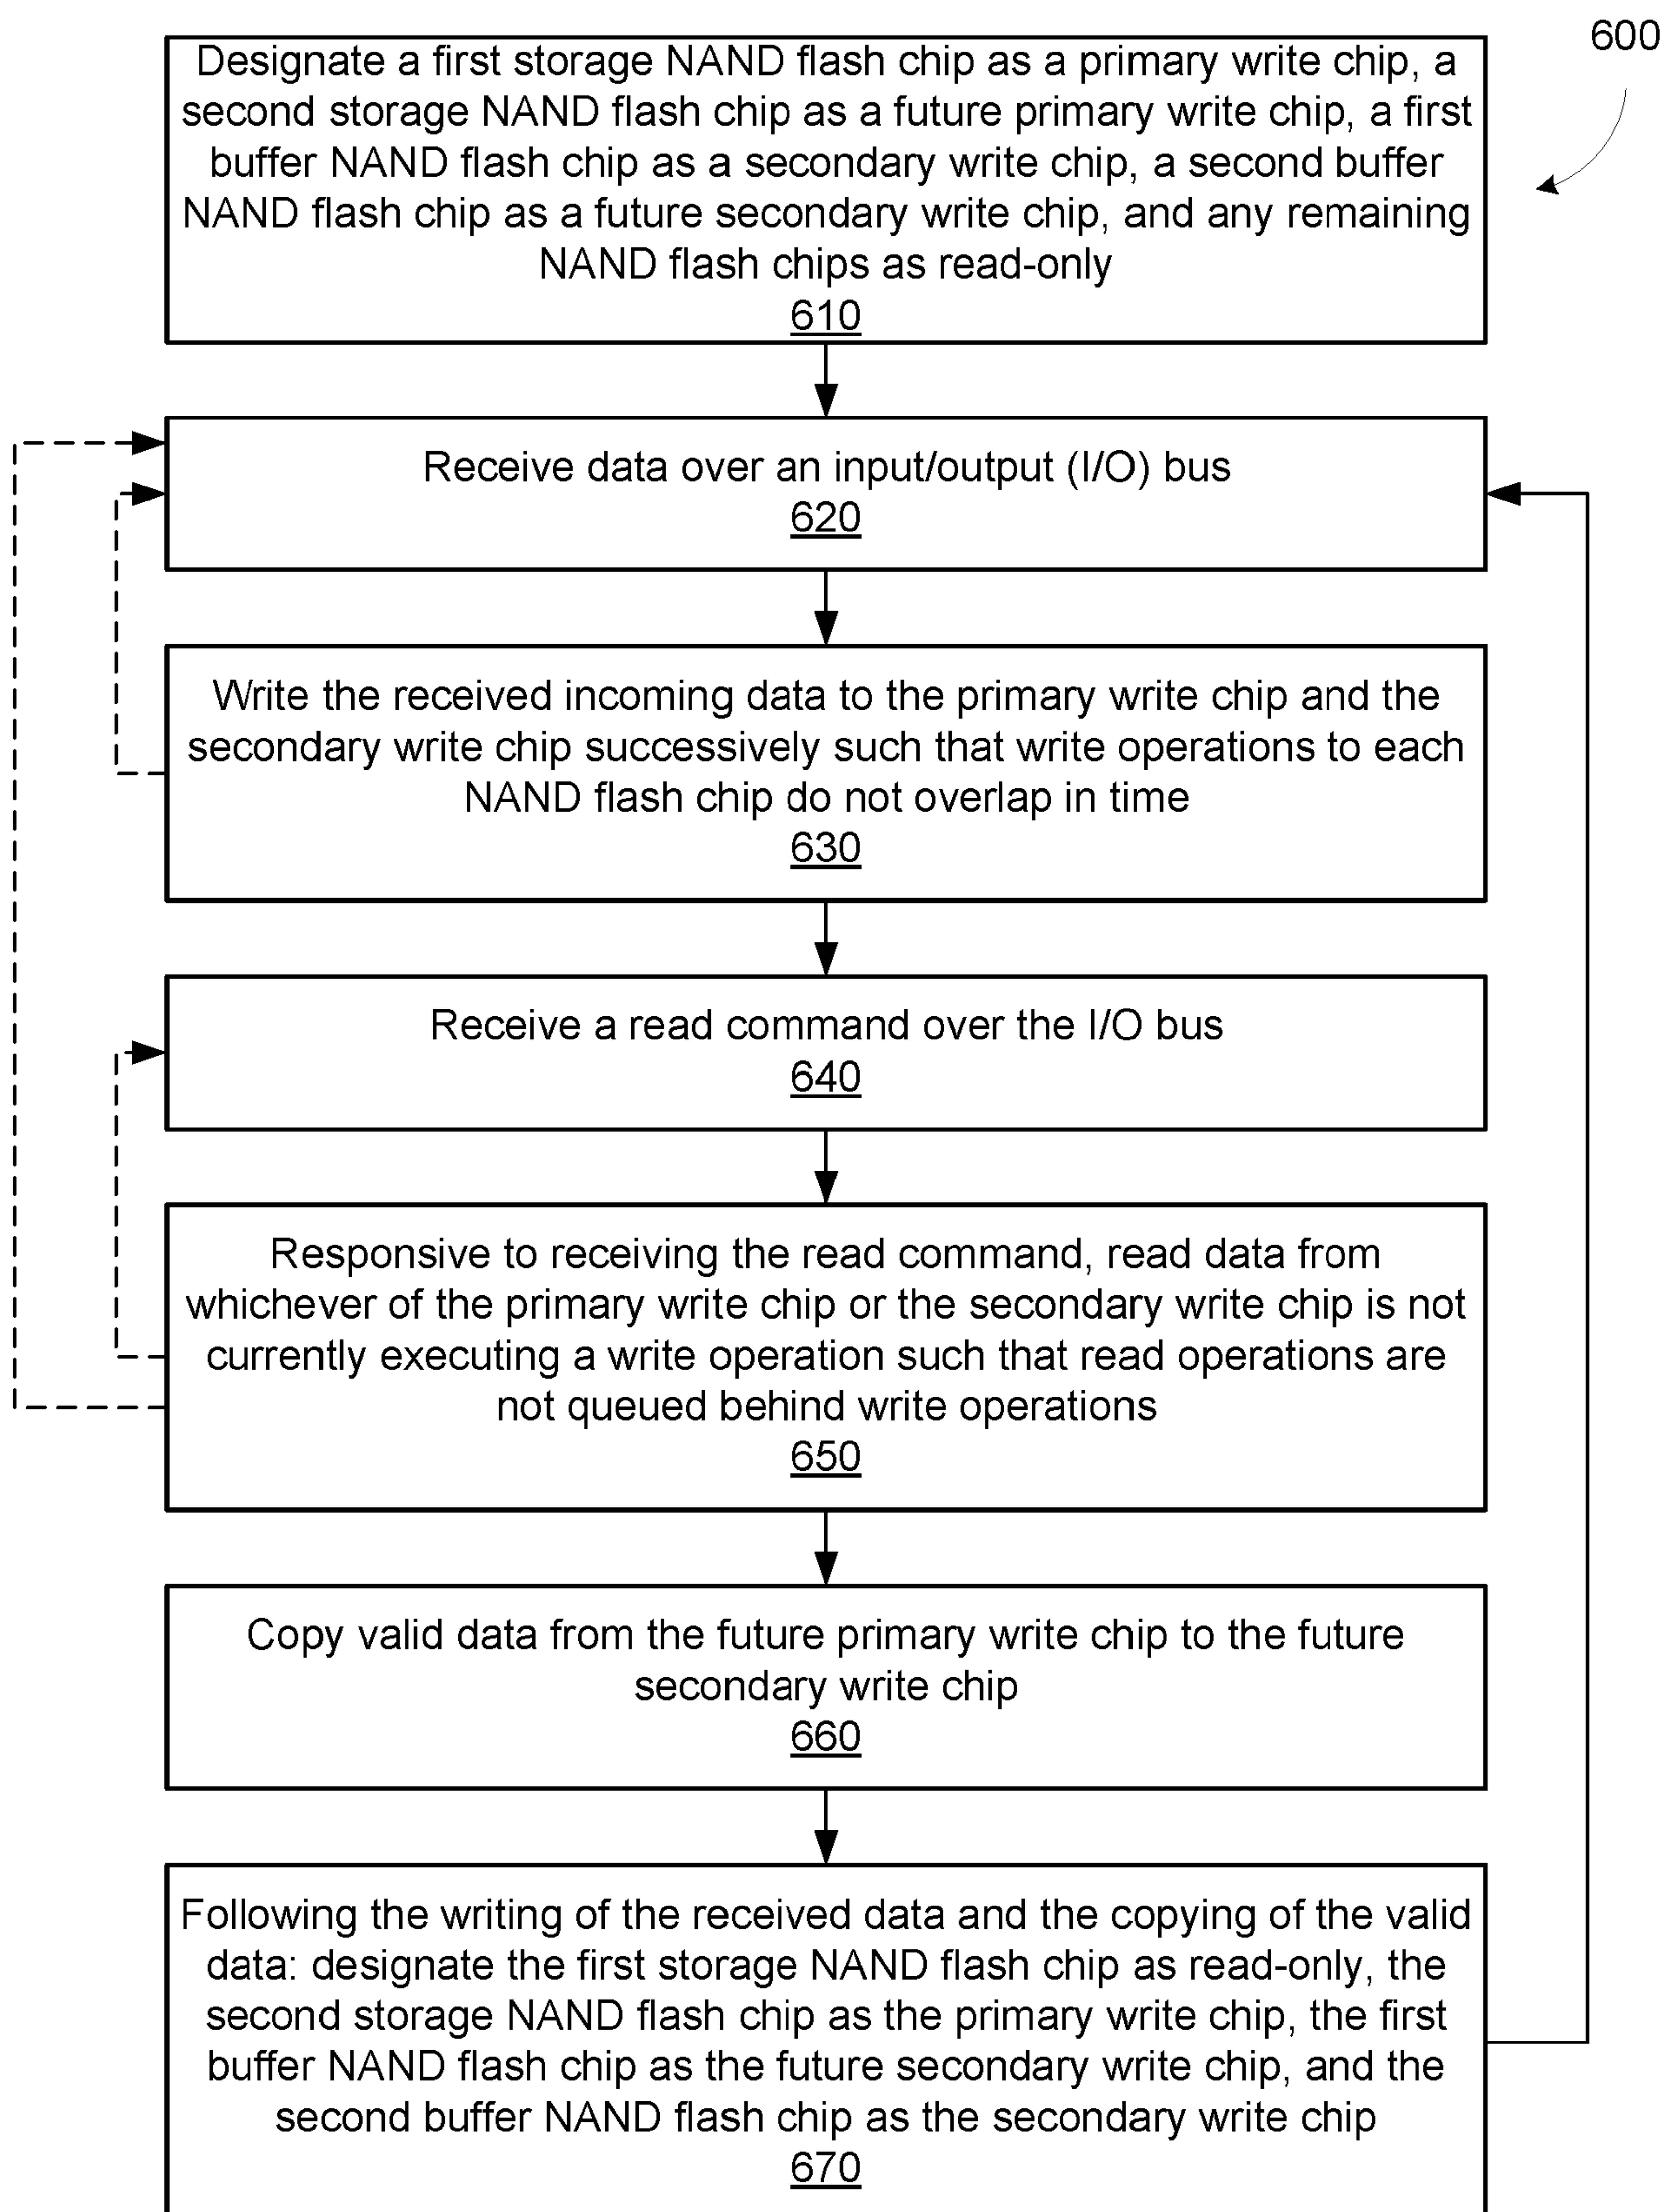 600
Designate a first storage NAND flash chip as a primary write chip, a
second storage NAND flash chip as a future primary write chip, a first
buffer NAND flash chip as a secondary write chip, a second buffer
NAND flash chip as a future secondary write chip, and any remaining
NAND flash chips as read-only
610
Receive data over an input/output (I/O) bus
620
Write the received incoming data to the primary write chip and the
secondary write chip successively such that write operations to each
NAND flash chip do not overlap in time
630
Receive a read command over the I/O bus
640
Responsive to receiving the read command, read data from
whichever of the primary write chip or the secondary write chip is not
currently executing a write operation such that read operations are
not queued behind write operations
650
Copy valid data from the future primary write chip to the future
secondary write chip
660
Following the writing of the received data and the copying of the valid
data: designate the first storage NAND flash chip as read-only, the
second storage NAND flash chip as the primary write chip, the first
buffer NAND flash chip as the future secondary write chip, and the
second buffer NAND flash chip as the secondary write chip
670